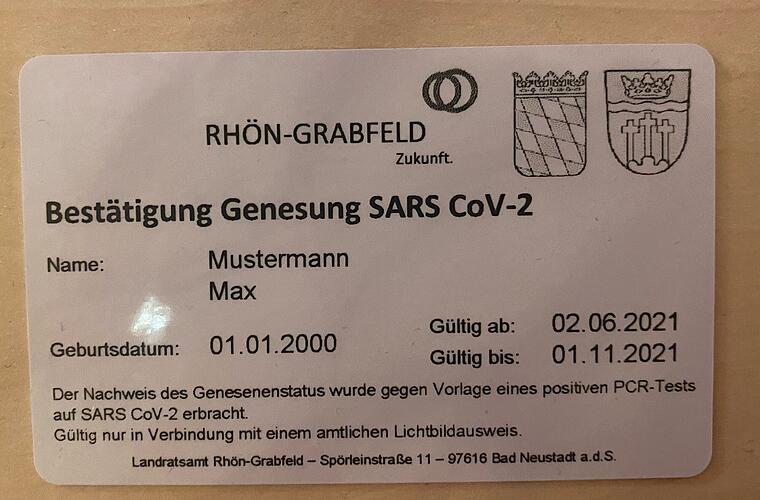 RHÖN-GRABFELD
Zukunft.
Bestätigung Genesung SARS CoV-2
Name: Mustermann
Max
Geburtsdatum: 01.01.2000
Gültig ab: 02.06.2021
Gültig bis: 01.11.2021
Der Nachweis des Genesenenstatus wurde gegen Vorlage eines positiven PCR-Tests
auf SARS CoV-2 erbracht.
Gültig nur in Verbindung mit einem amtlichen Lichtbildausweis.
Landratsamt Rhön-Grabfeld – Spörleinstraße 11 – 97616 Bad Neustadt a.d.S.